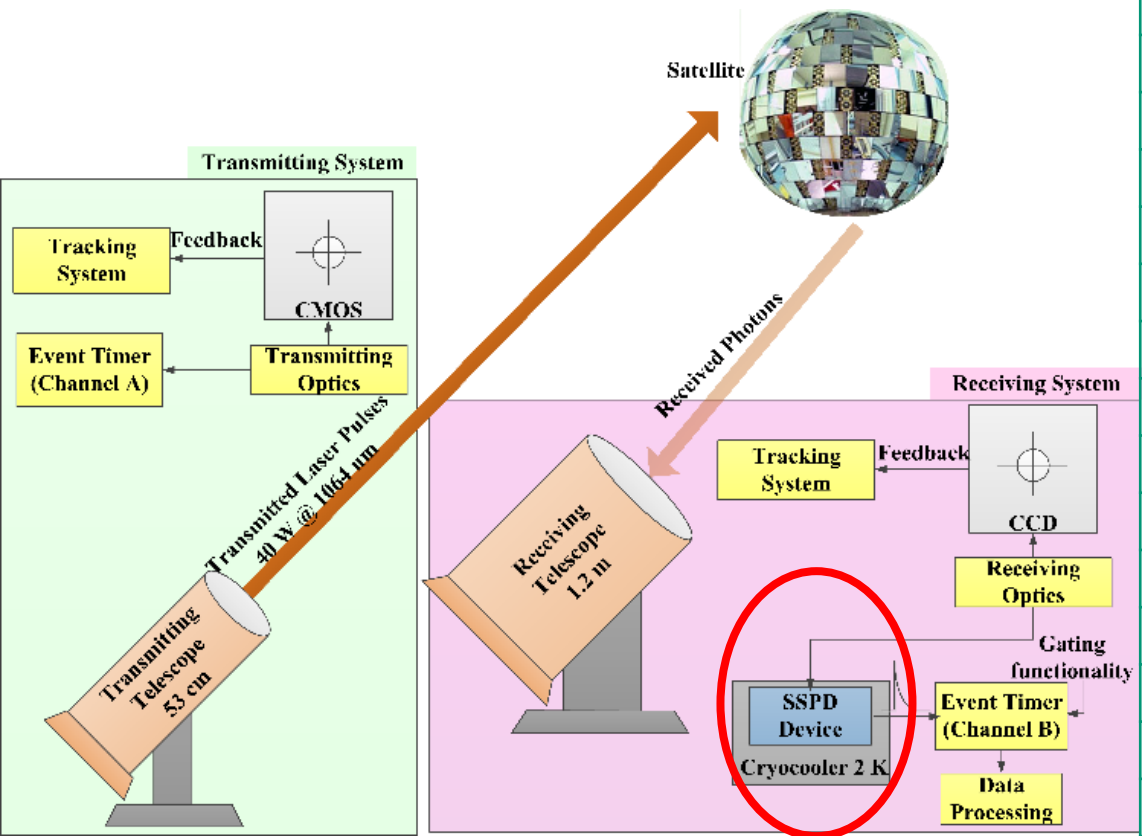 Satellite
Transmitting System
Tracking
System
Feedback
CMOS
Event Timer
(Channel A)
Transmitting
Optics
Transmitted Laser Pulses
40 W @ 1064 nm
Transmitting
Telescope
53 cm
Received Photons
Receiving System
Tracking
System
Feedback
CCD
Receiving
Optics
Receiving
Telescope
1.2 m
Gating
functionality
SSPD
Device
Cryocooler 2 K
Event Timer
(Channel B)
Data
Processing